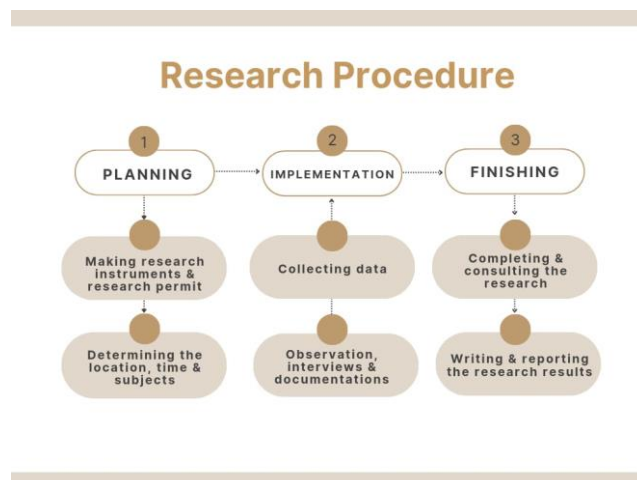 Research Procedure
1
PLANNING
Making research
instruments &
research permit
Determining the
location, time &
subjects
2
IMPLEMENTATION
Collecting data
Observation,
interviews &
documentations
3
FINISHING
Completing &
consulting the
research
Writing & reporting
the research results